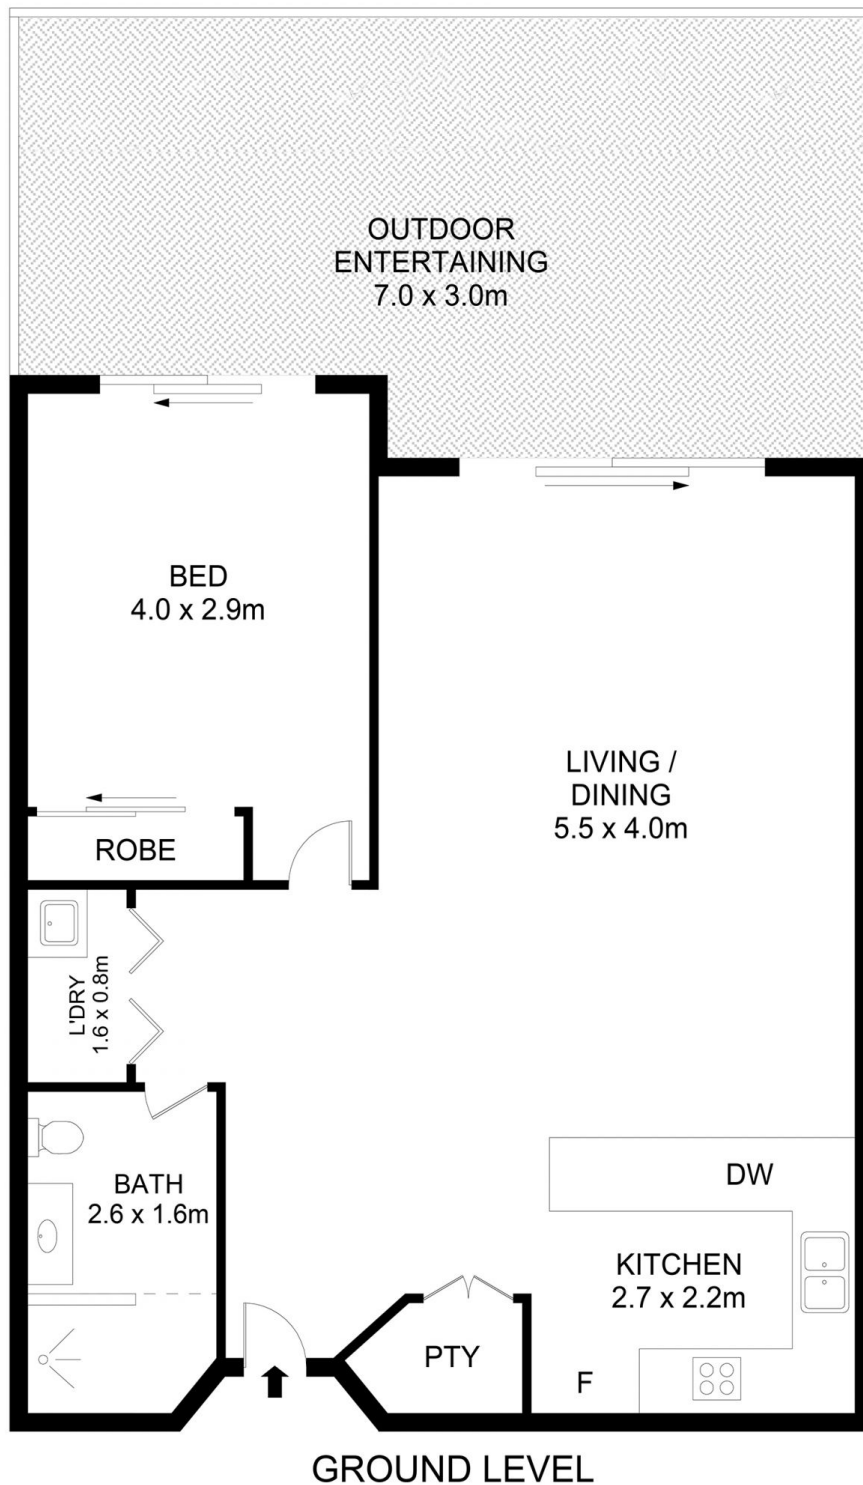 OUTDOOR
ENTERTAINING
7.0 x 3.0m
BED
4.0 x 2.9m
LIVING /
DINING
5.5 x 4.0m
ROBE
L'DRY
1.6 x 0.8m
BATH
2.6 x 1.6m
DW
KITCHEN
2.7 x 2.2m
PTY
F
GROUND LEVEL